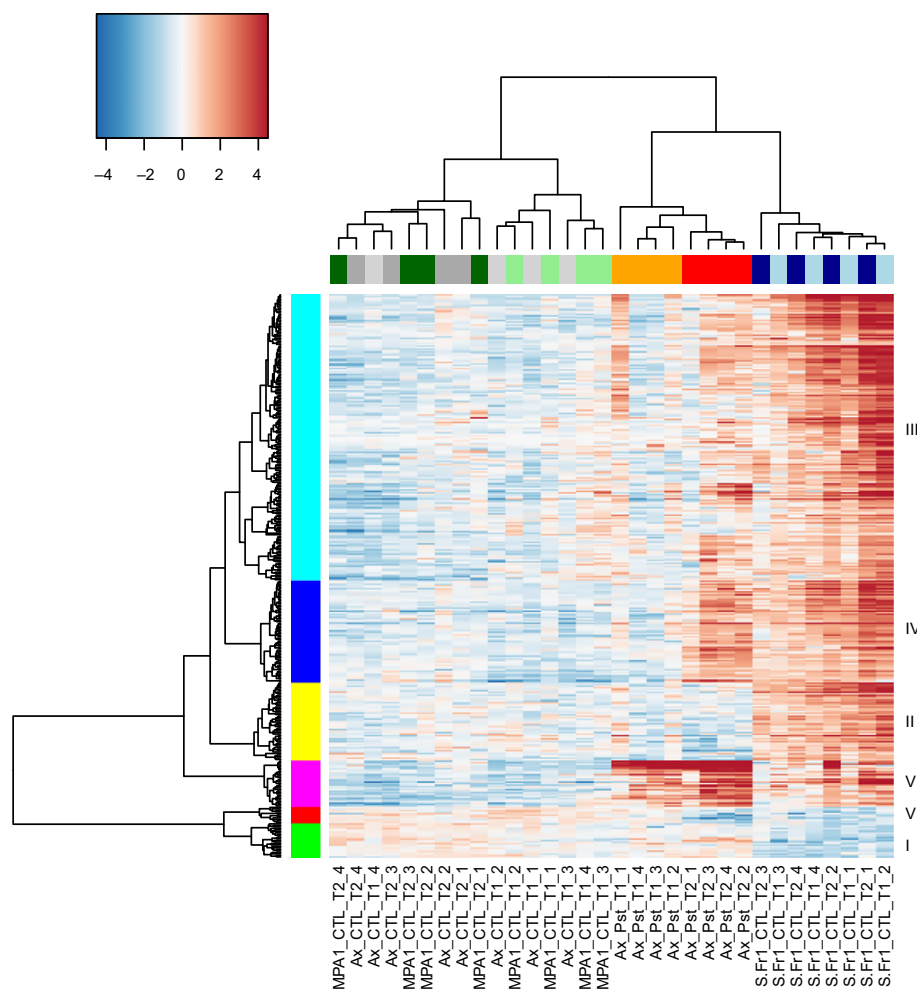 −4 −2 0 2 4
III
IV
II
V
V
I
MPA1_CTL_T2_4
Ax_CTL_T2_4
Ax_CTL_T1_4
Ax_CTL_T2_3
MPA1_CTL_T2_3
MPA1_CTL_T2_2
Ax_CTL_T2_2
Ax_CTL_T2_1
MPA1_CTL_T2_1
Ax_CTL_T1_2
MPA1_CTL_T1_2
Ax_CTL_T1_1
MPA1_CTL_T1_1
Ax_CTL_T1_3
MPA1_CTL_T1_4
MPA1_CTL_T1_3
Ax_Pst_T1_1
Ax_Pst_T1_4
Ax_Pst_T1_3
Ax_Pst_T1_2
Ax_Pst_T2_1
Ax_Pst_T2_3
Ax_Pst_T2_4
Ax_Pst_T2_2
S.Fr1_CTL_T2_3
S.Fr1_CTL_T1_3
S.Fr1_CTL_T2_4
S.Fr1_CTL_T1_4
S.Fr1_CTL_T2_2
S.Fr1_CTL_T1_1
S.Fr1_CTL_T2_1
S.Fr1_CTL_T1_2